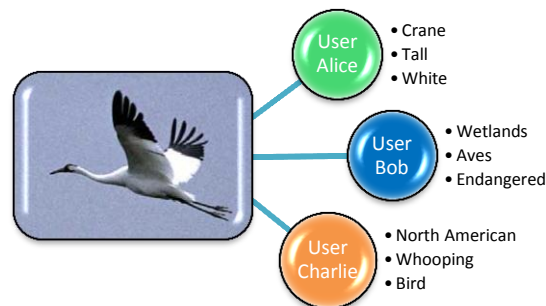 User
Alice
• Crane
• Tall
• White
User
Bob
• Wetlands
• Aves
• Endangered
User
Charlie
• North American
• Whooping
• Bird